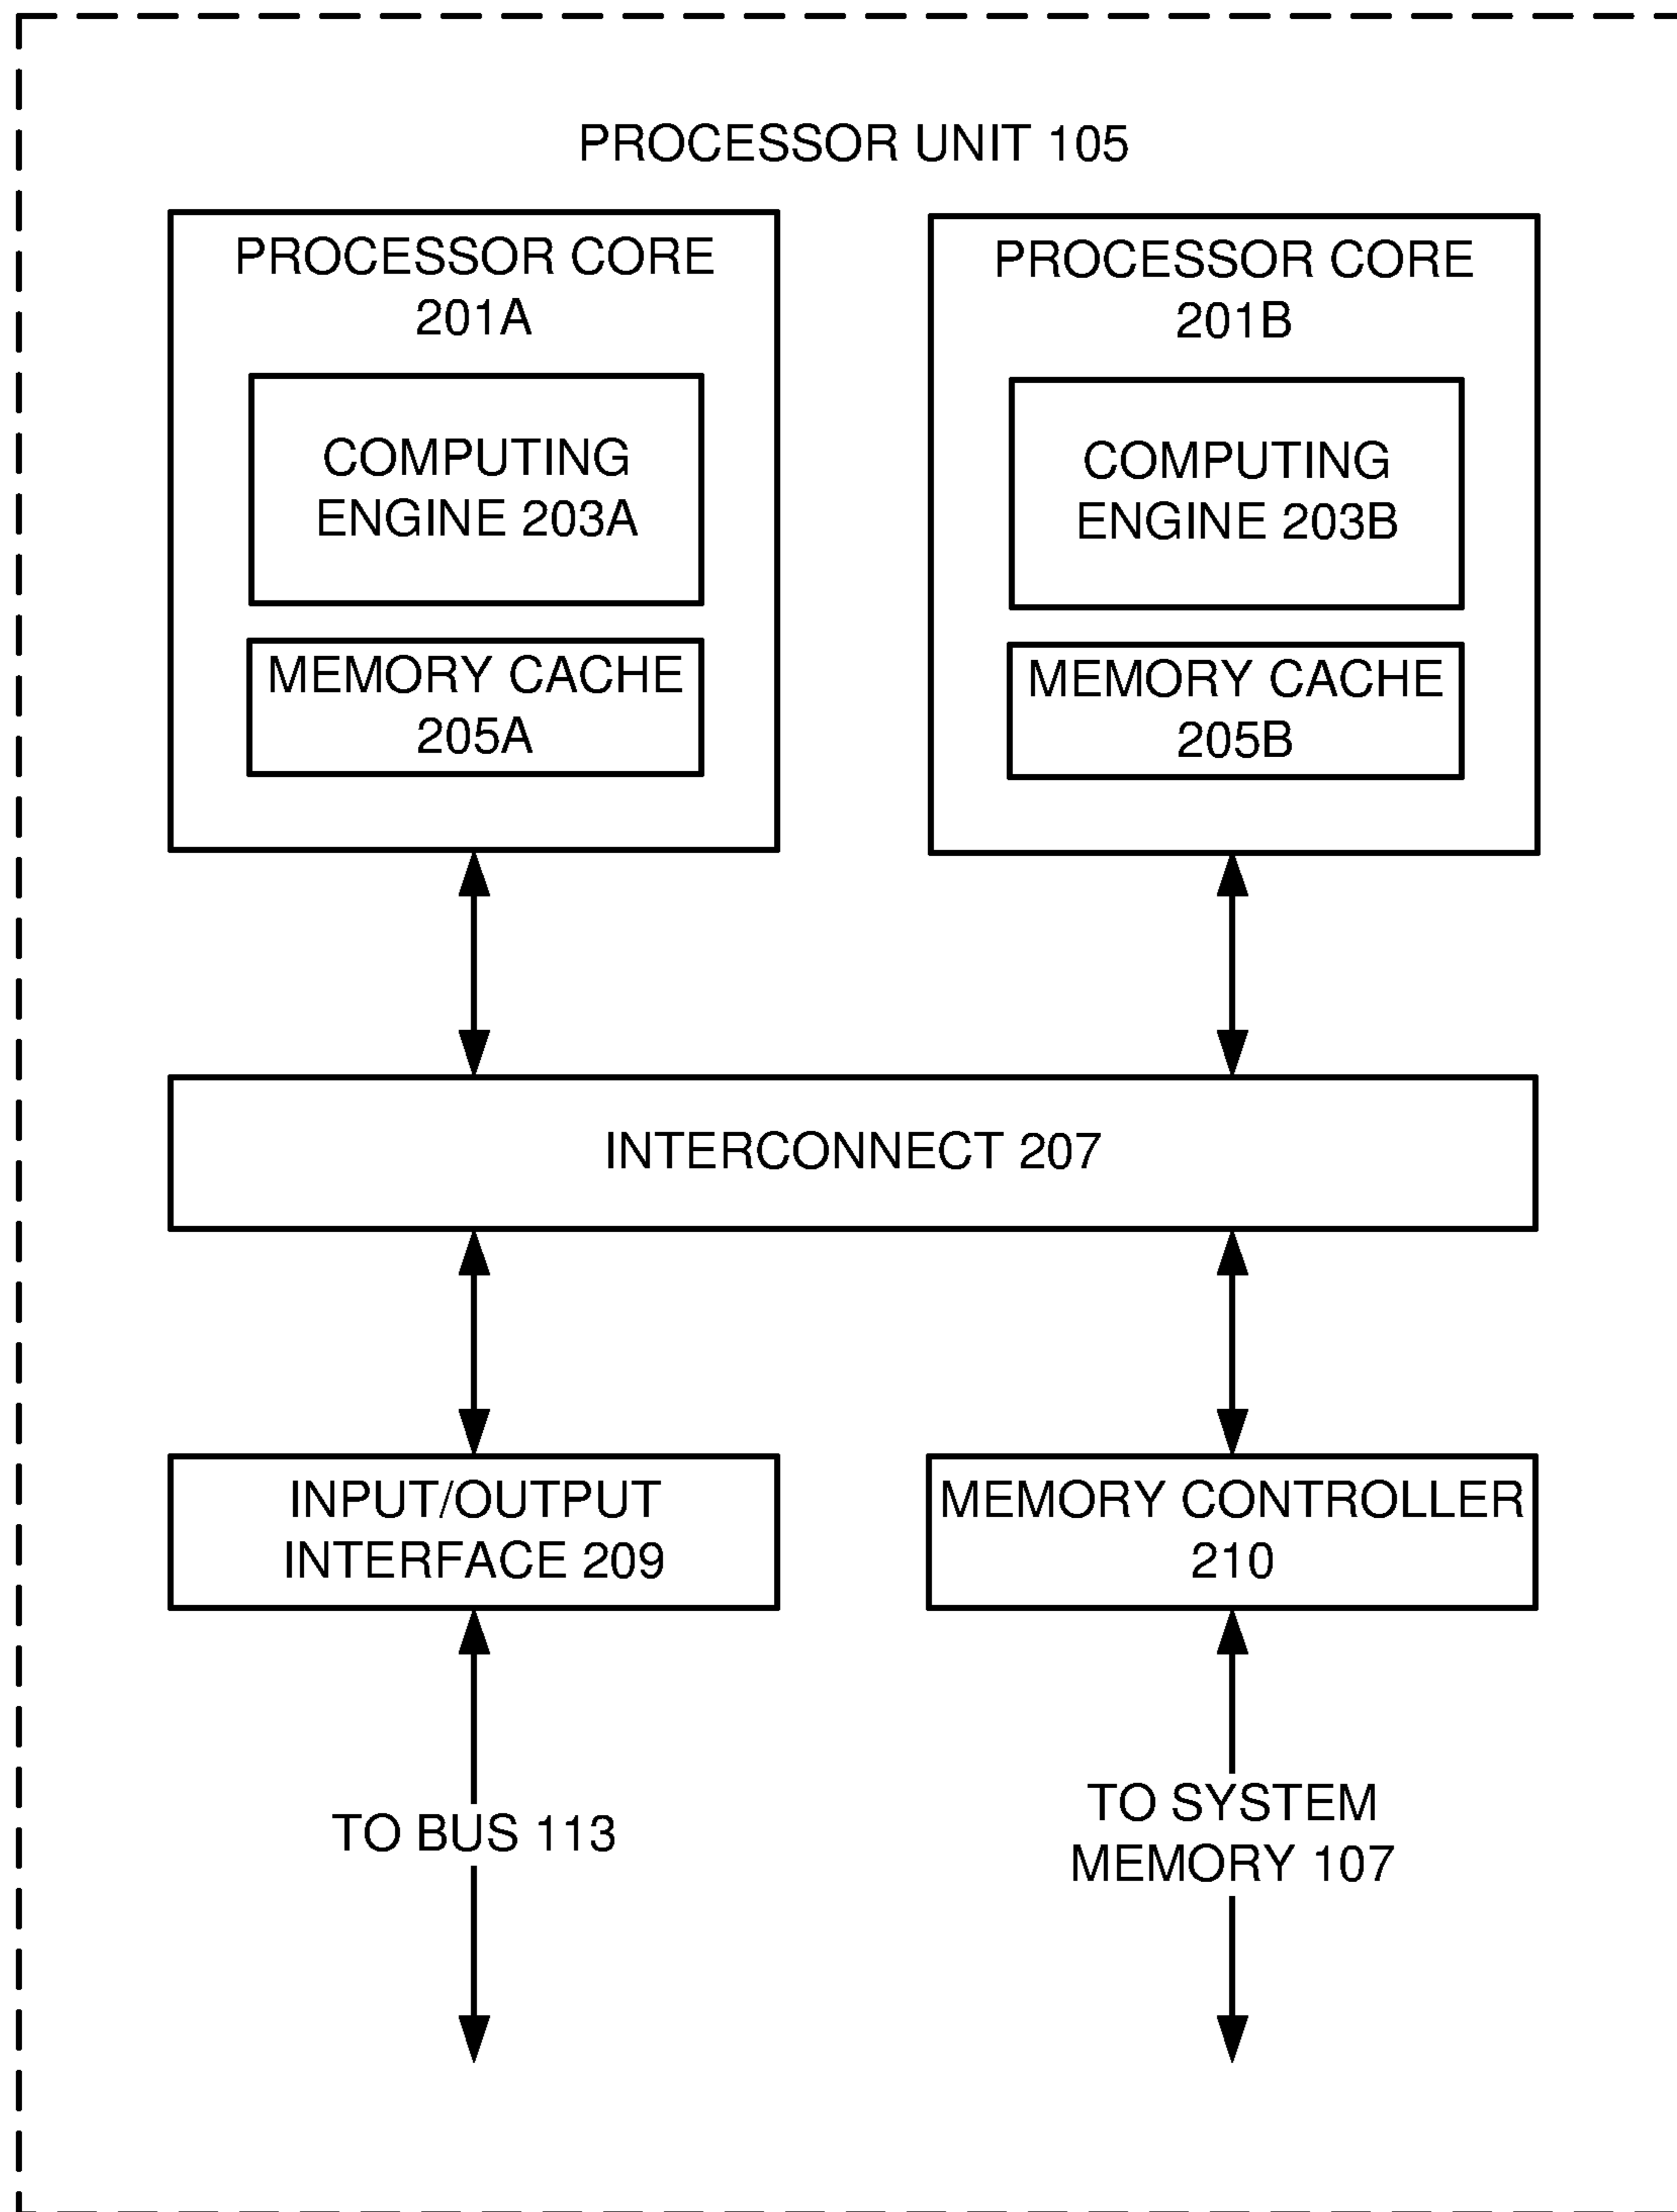 PROCESSOR UNIT 105
PROCESSOR CORE
201A
COMPUTING
ENGINE 203A
MEMORY CACHE
205A
PROCESSOR CORE
201B
COMPUTING
ENGINE 203B
MEMORY CACHE
205B
INTERCONNECT 207
INPUT/OUTPUT
INTERFACE 209
MEMORY CONTROLLER
210
TO BUS 113
TO SYSTEM
MEMORY 107